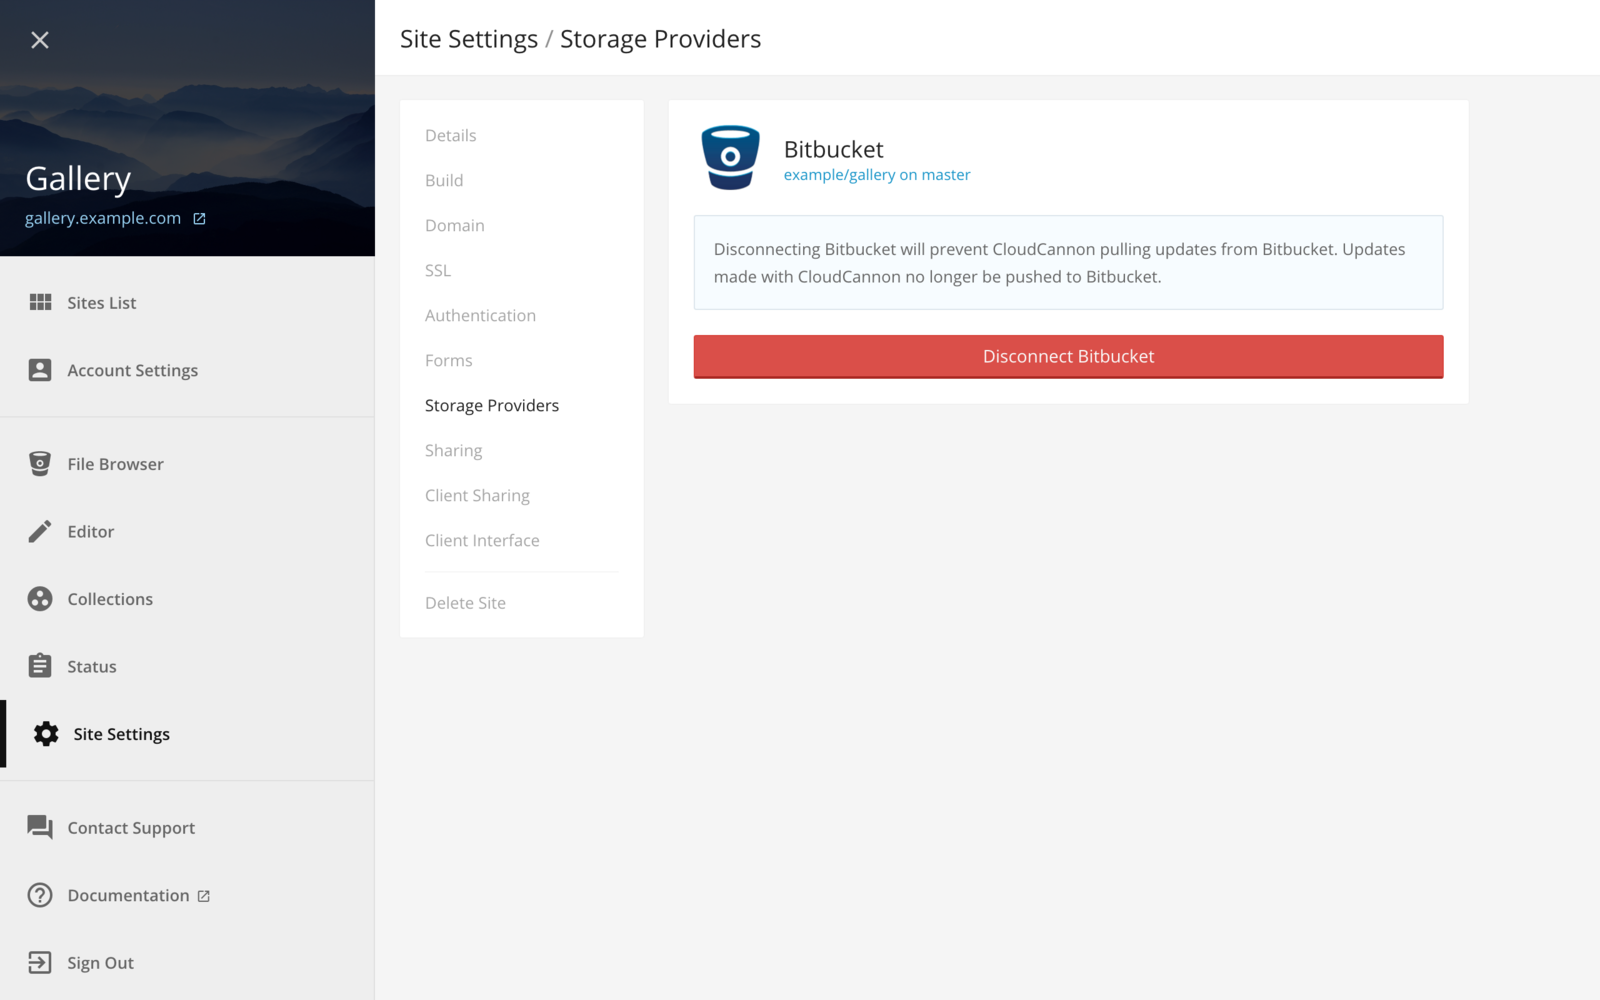 Site Settings / Storage Providers
Gallery
gallery.example.com
Sites List
Account Settings
File Browser
Editor
Collections
Status
Site Settings
Contact Support
Documentation
Sign Out
Details
Build
Domain
SSL
Authentication
Forms
Storage Providers
Sharing
Client Sharing
Client Interface
Delete Site
Bitbucket
example/gallery on master
Disconnecting Bitbucket will prevent CloudCannon pulling updates from Bitbucket. Updates
made with CloudCannon no longer be pushed to Bitbucket.
Disconnect Bitbucket